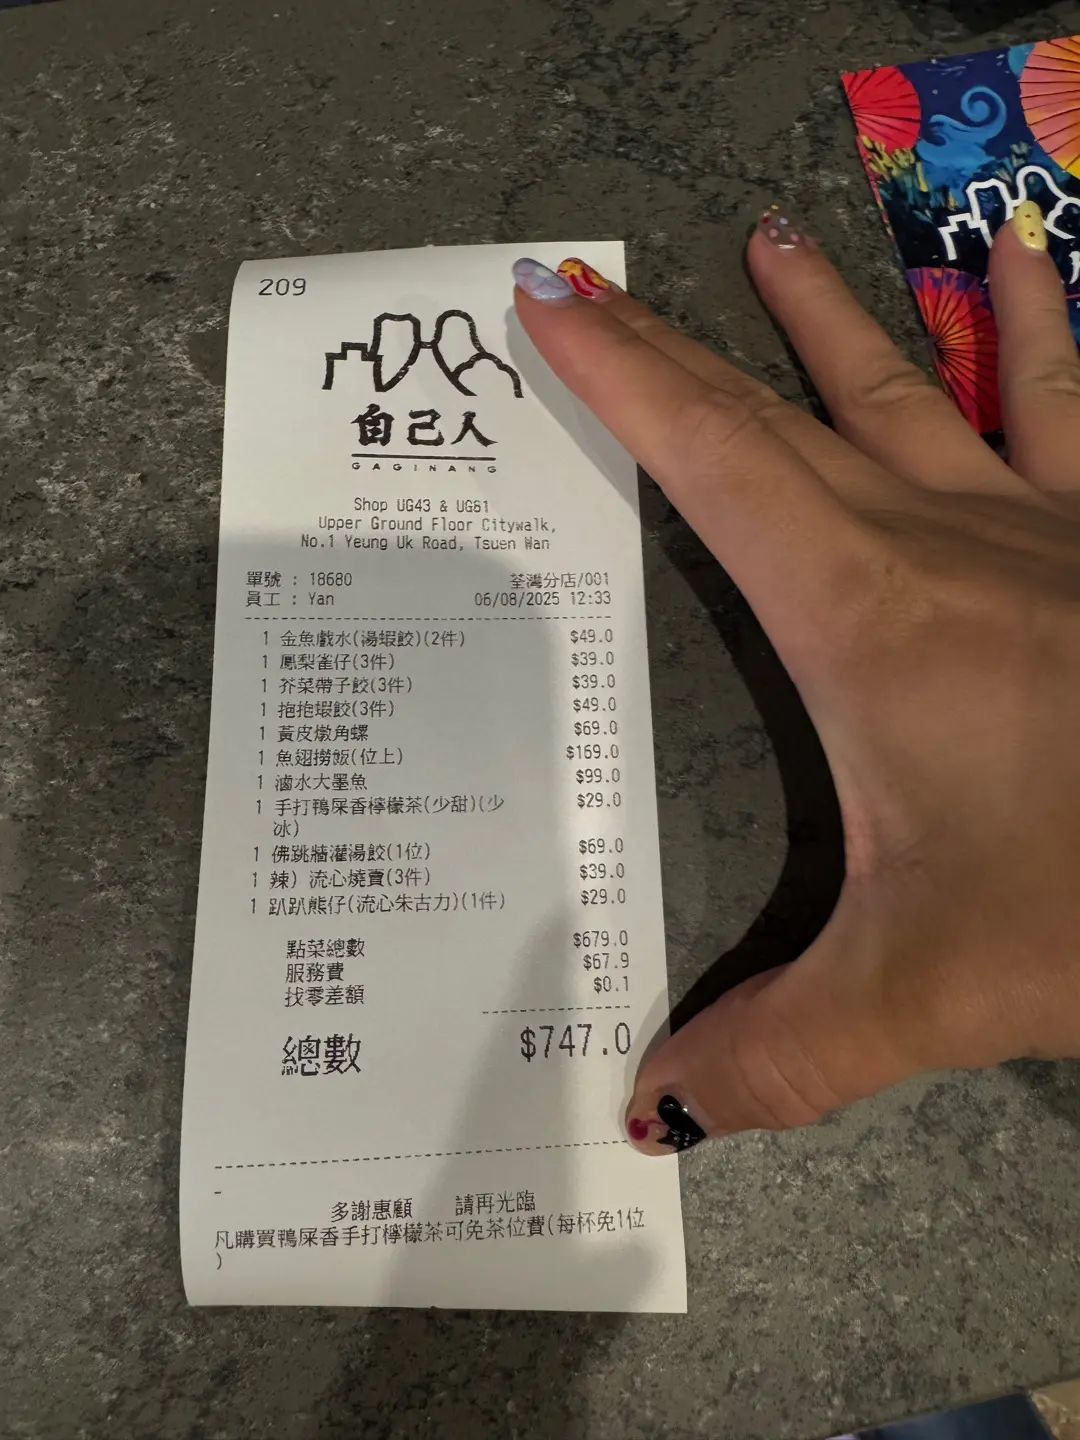 209
自己人
GAGINANG
Shop UG43 & UG61
Upper Ground Floor Citywalk,
No.1 Yeung Uk Road, Tsuen Wan
單號 : 18680 荃灣分店/001
員工 : Yan 06/08/2025 12:33
1 金魚戲水(湯蝦餃)(2件) $49.0
1 鳳梨雀仔(3件) $39.0
1 芥菜帶子餃(3件) $39.0
1 抱抱蝦餃(3件) $49.0
1 黃皮燉角螺 $69.0
1 魚翅撈飯(位上) $169.0
1 滷水大墨魚 $99.0
1 手打鴨屎香檸檬茶(少甜)(少 $29.0
冰)
1 佛跳牆灌湯餃(1位) $69.0
1 辣）流心燒賣(3件) $39.0
1 趴趴熊仔(流心朱古力)(1件) $29.0
點菜總數 $679.0
服務費 $67.9
找零差額 $0.1
總數 $747.0
-
多謝惠顧 請再光臨
凡購買鴨屎香手打檸檬茶可免茶位費(每杯免1位
)